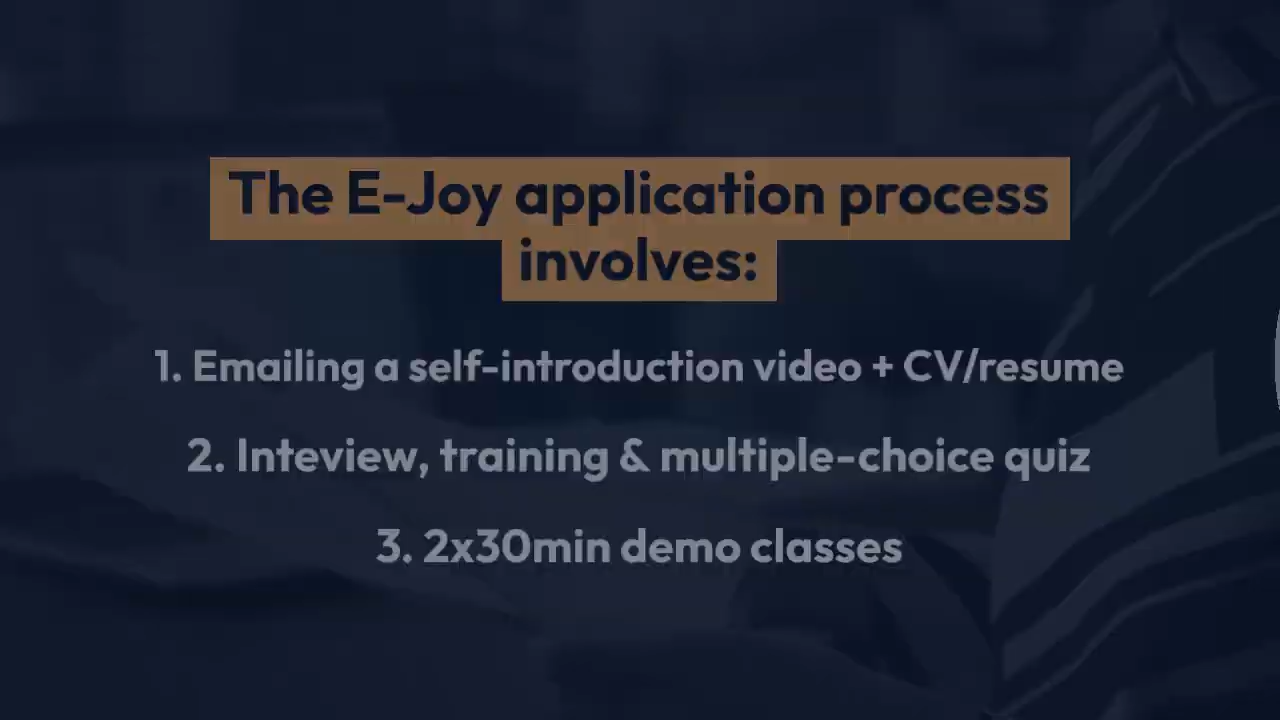 The E-Joy application process
involves:
1. Emailing a self-introduction video + CV/resume
2. Inteview, training & multiple-choice quiz
3. 2x30min demo classes